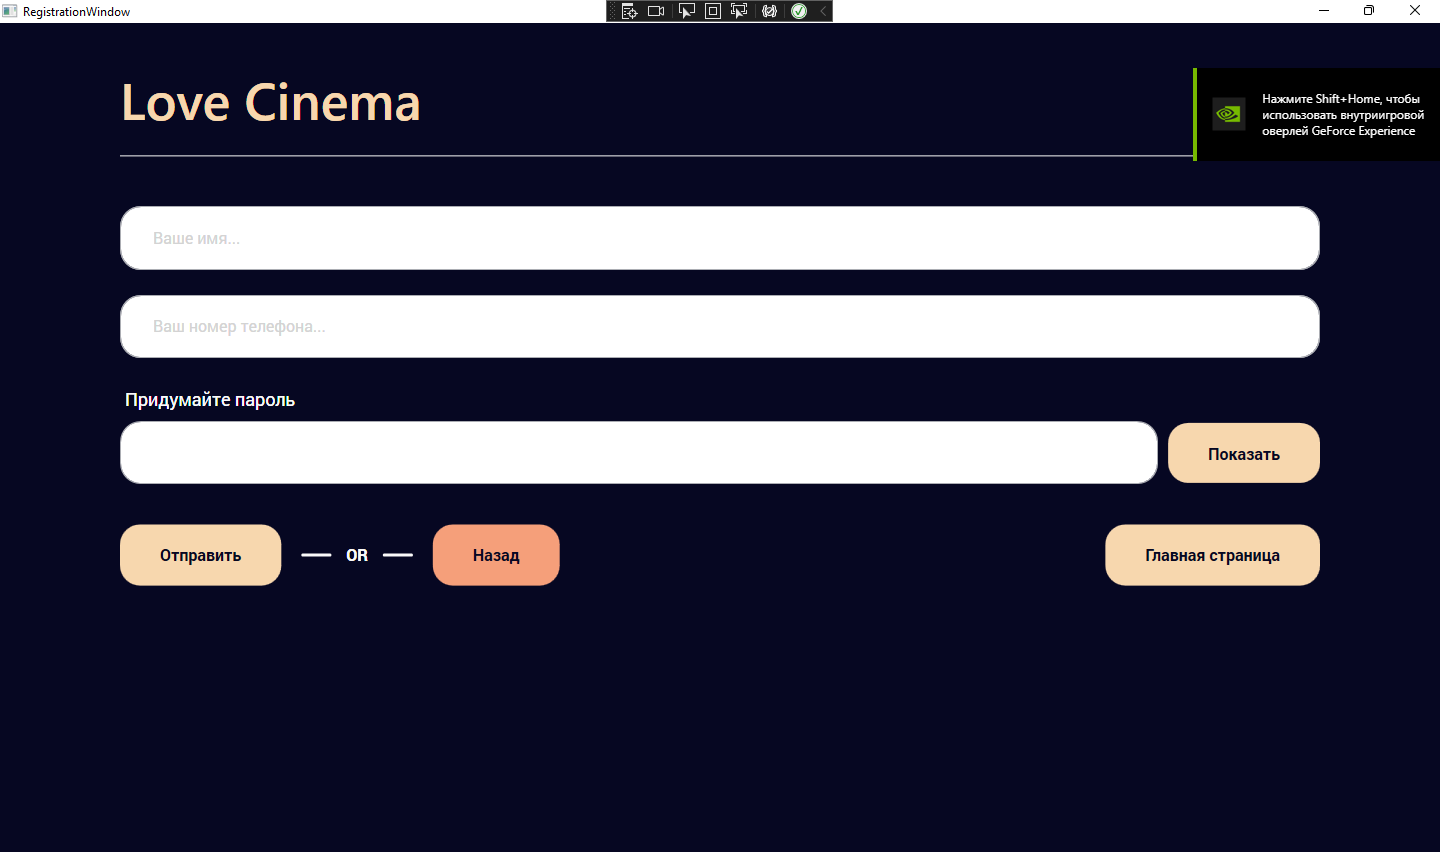 RegistrationWindow
Love Cinema
Нажмите Shift+Home, чтобы
использовать внутриигровой
оверлей GeForce Experience
Ваше имя...
Ваш номер телефона...
Придумайте пароль
Показать
Отправить
OR
Назад
Главная страница